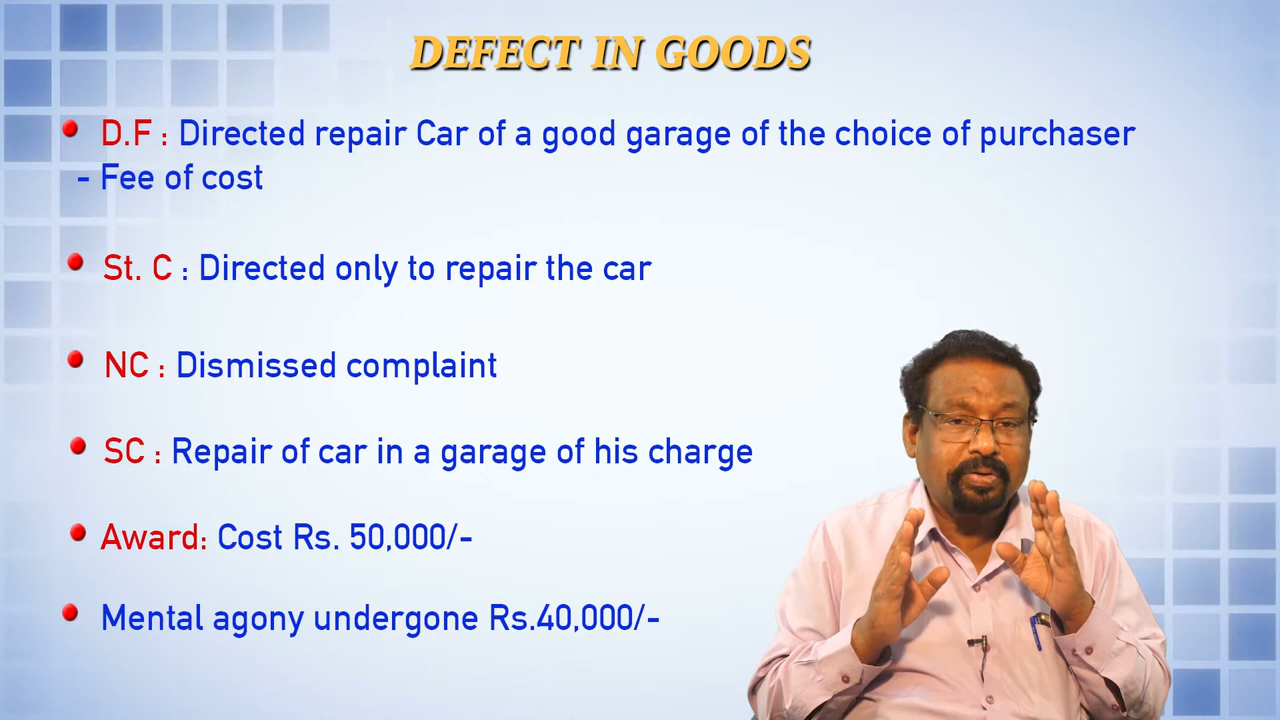 DEFECT IN GOODS
D.F : Directed repair Car of a good garage of the choice of purchaser
- Fee of cost
St. C : Directed only to repair the car
NC : Dismissed complaint
SC : Repair of car in a garage of his charge
Award: Cost Rs. 50,000/-
Mental agony undergone Rs.40,000/-